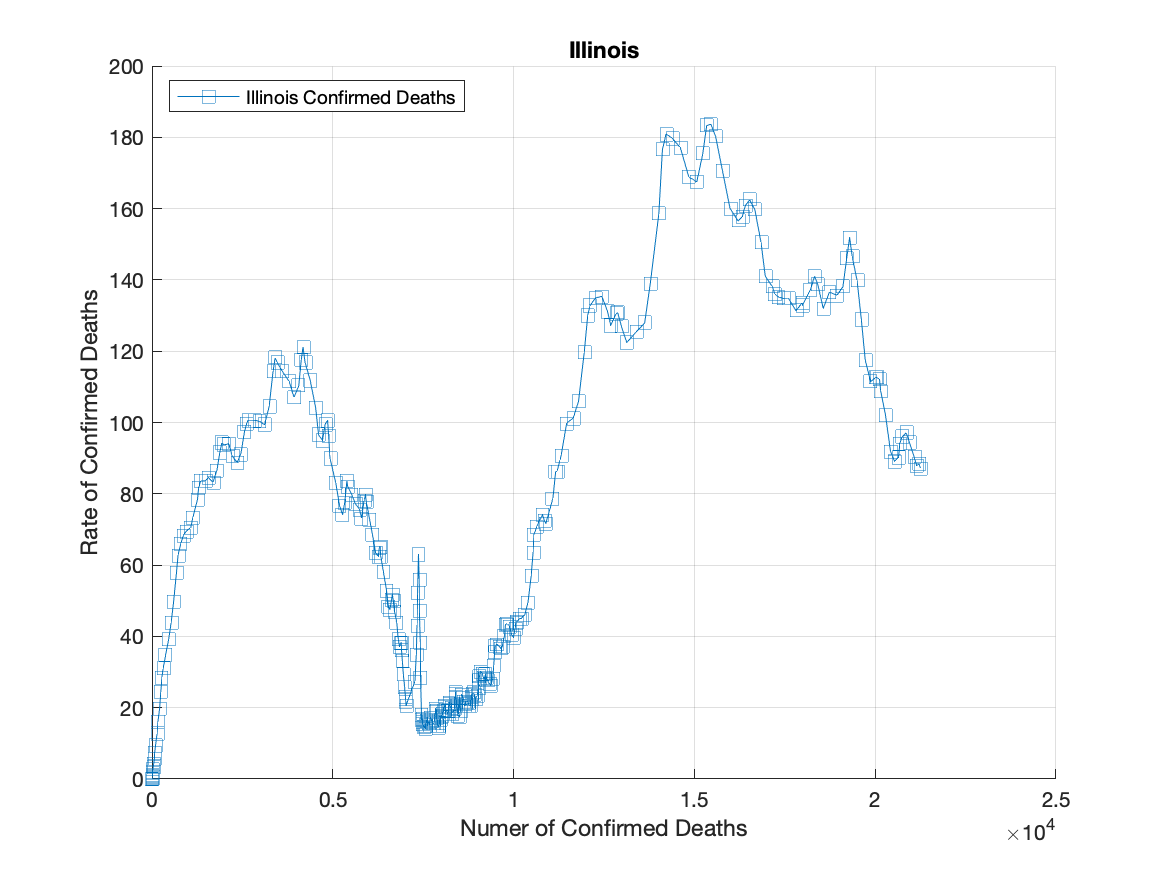 Illinois
Illinois Confirmed Deaths
Rate of Confirmed Deaths
200
180
160
140
120
100
80
60
40
20
0
0 0.5 1 1.5 2 2.5
×10⁴
Numer of Confirmed Deaths